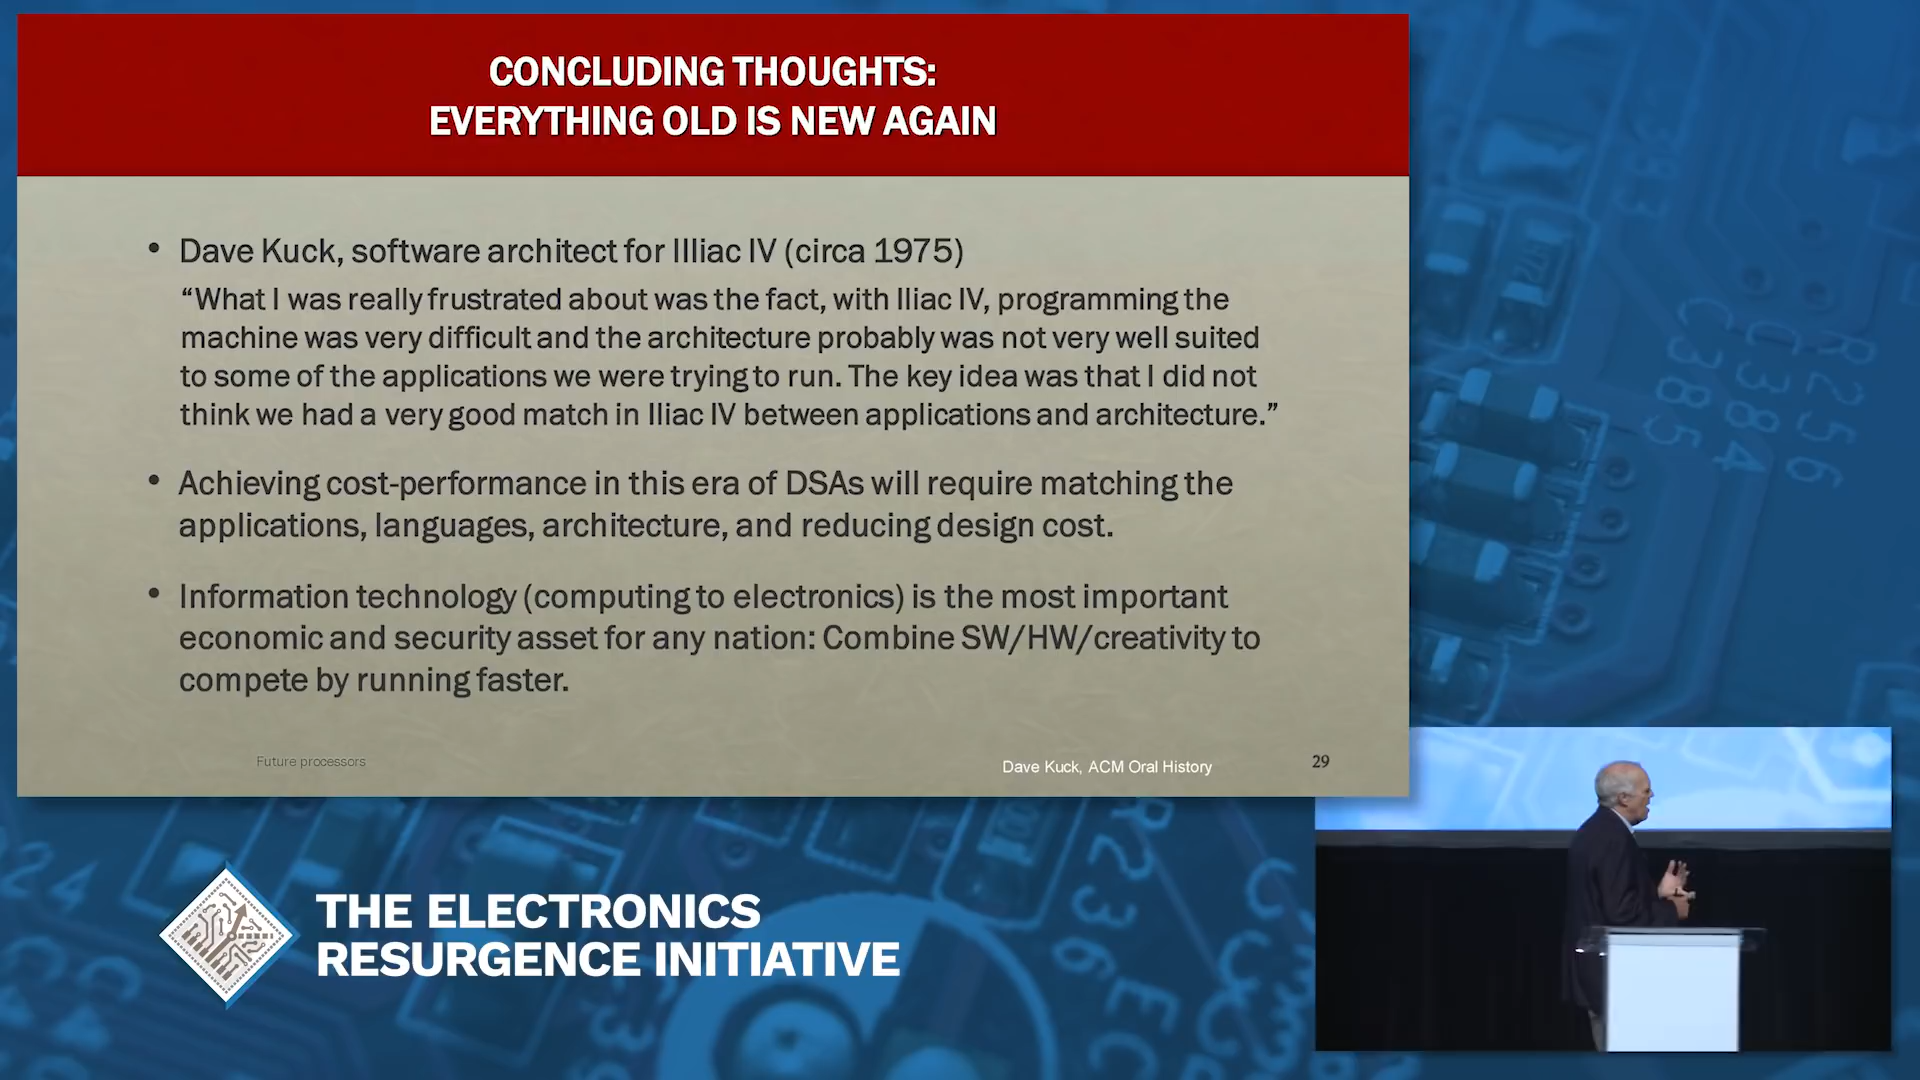 CONCLUDING THOUGHTS:
EVERYTHING OLD IS NEW AGAIN
• Dave Kuck, software architect for Illiac IV (circa 1975)
“What I was really frustrated about was the fact, with Iliac IV, programming the
machine was very difficult and the architecture probably was not very well suited
to some of the applications we were trying to run. The key idea was that I did not
think we had a very good match in Iliac IV between applications and architecture.”
• Achieving cost-performance in this era of DSAs will require matching the
applications, languages, architecture, and reducing design cost.
• Information technology (computing to electronics) is the most important
economic and security asset for any nation: Combine SW/HW/creativity to
compete by running faster.
Future processors
Dave Kuck, ACM Oral History
29
R256
C384
C385
R236
THE ELECTRONICS
RESURGENCE INITIATIVE